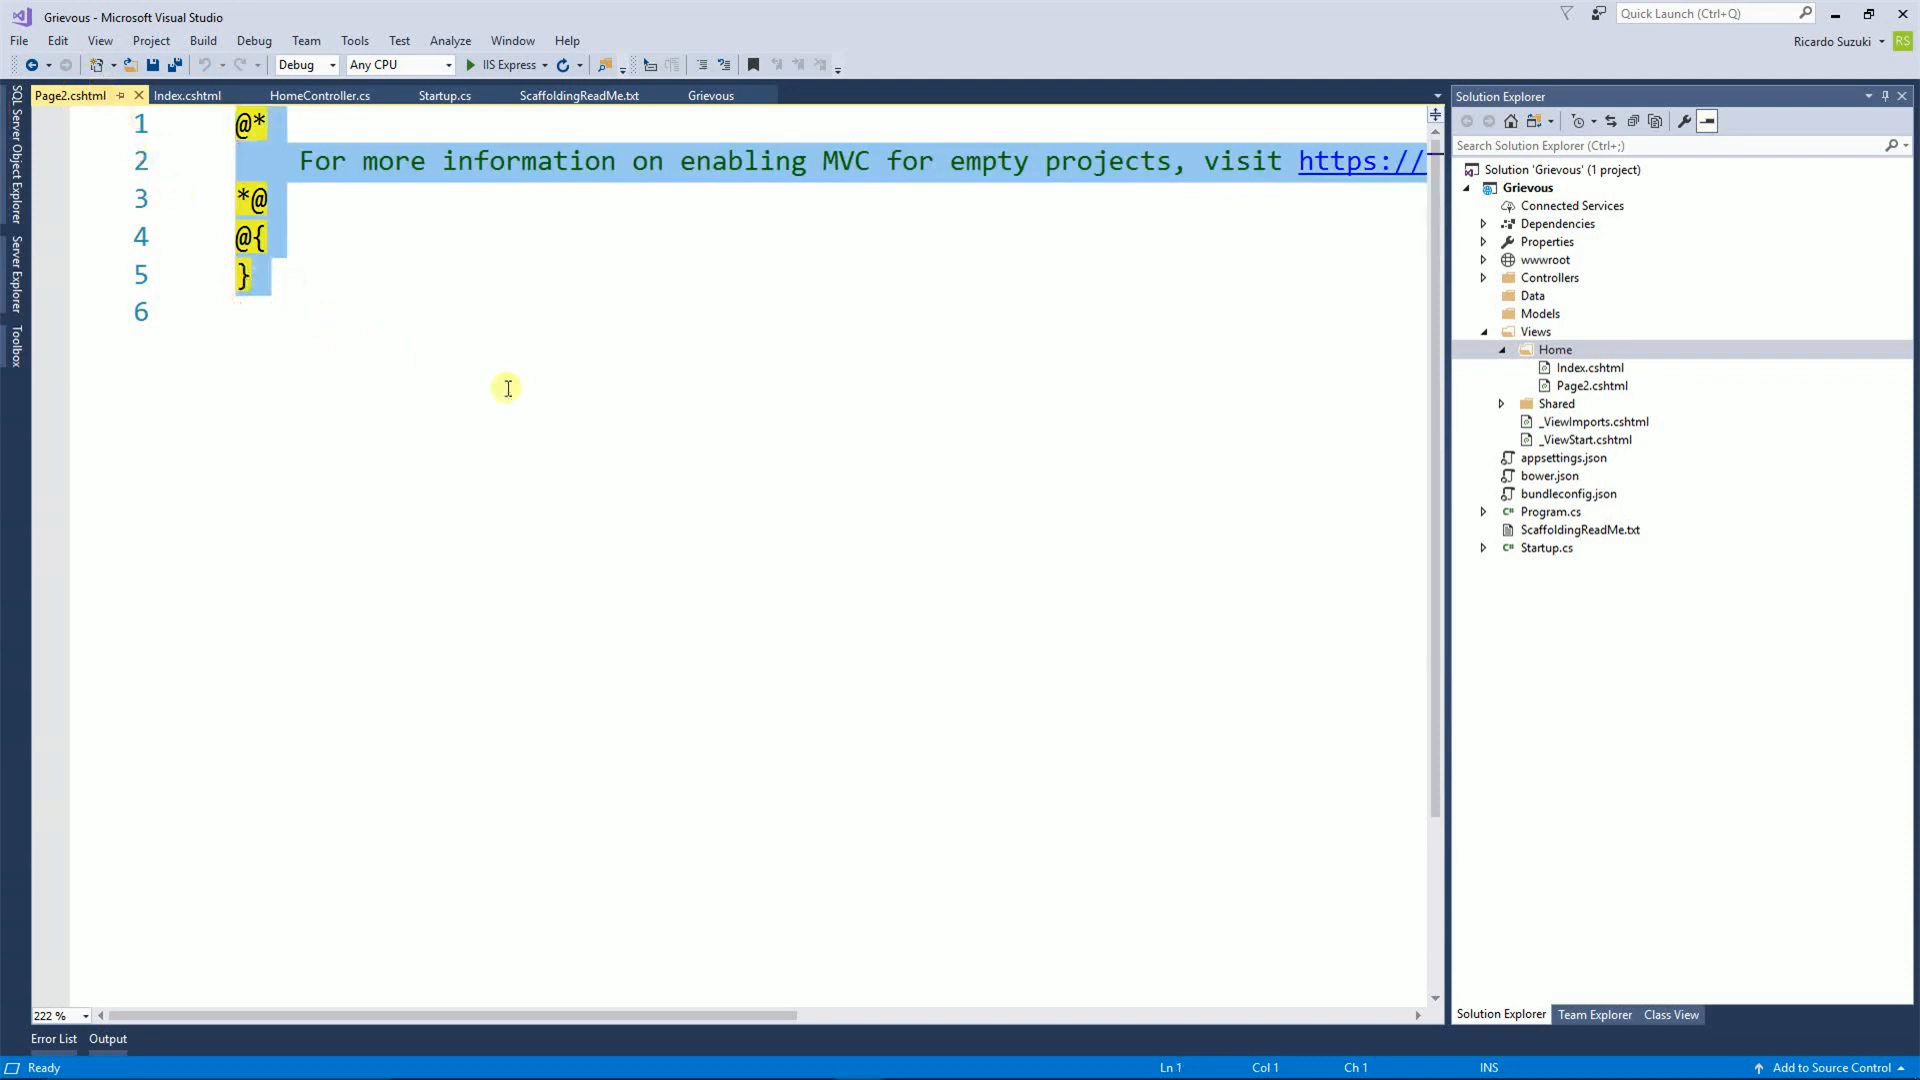 Grievous - Microsoft Visual Studio
Quick Launch (Ctrl+Q)
File Edit View Project Build Debug Team Tools Test Analyze Window Help
Ricardo Suzuki RS
Debug Any CPU IIS Express
Page2.cshtml Index.cshtml HomeController.cs Startup.cs ScaffoldingReadMe.txt Grievous
SQL Server Object Explorer
Server Explorer
Toolbox
1 @*
2 For more information on enabling MVC for empty projects, visit https://
3 *@
4 @{
5 }
6
222 %
Solution Explorer
Search Solution Explorer (Ctrl+;)
Solution 'Grievous' (1 project)
Grievous
Connected Services
Dependencies
Properties
wwwroot
Controllers
Data
Models
Views
Home
Index.cshtml
Page2.cshtml
Shared
_ViewImports.cshtml
_ViewStart.cshtml
appsettings.json
bower.json
bundleconfig.json
C# Program.cs
ScaffoldingReadMe.txt
C# Startup.cs
Solution Explorer Team Explorer Class View
Error List Output
Ready Ln 1 Col 1 Ch 1 INS Add to Source Control